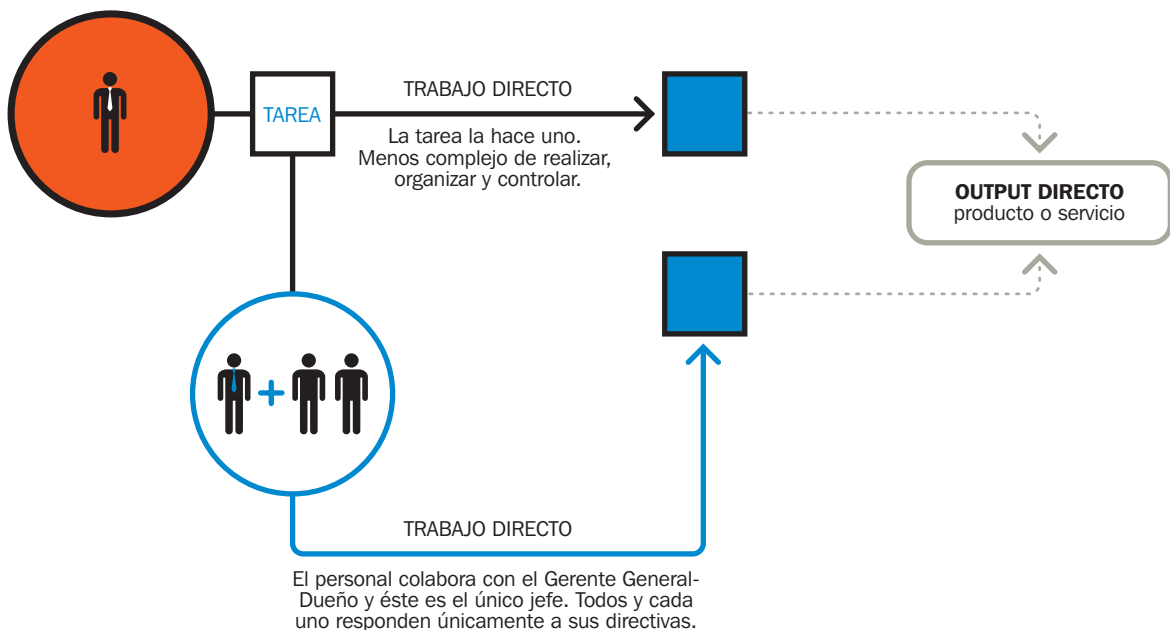 TAREA
TRABAJO DIRECTO
La tarea la hace uno.
Menos complejo de realizar,
organizar y controlar.
OUTPUT DIRECTO
producto o servicio
TRABAJO DIRECTO
El personal colabora con el Gerente General-
Dueño y éste es el único jefe. Todos y cada
uno responden únicamente a sus directivas.